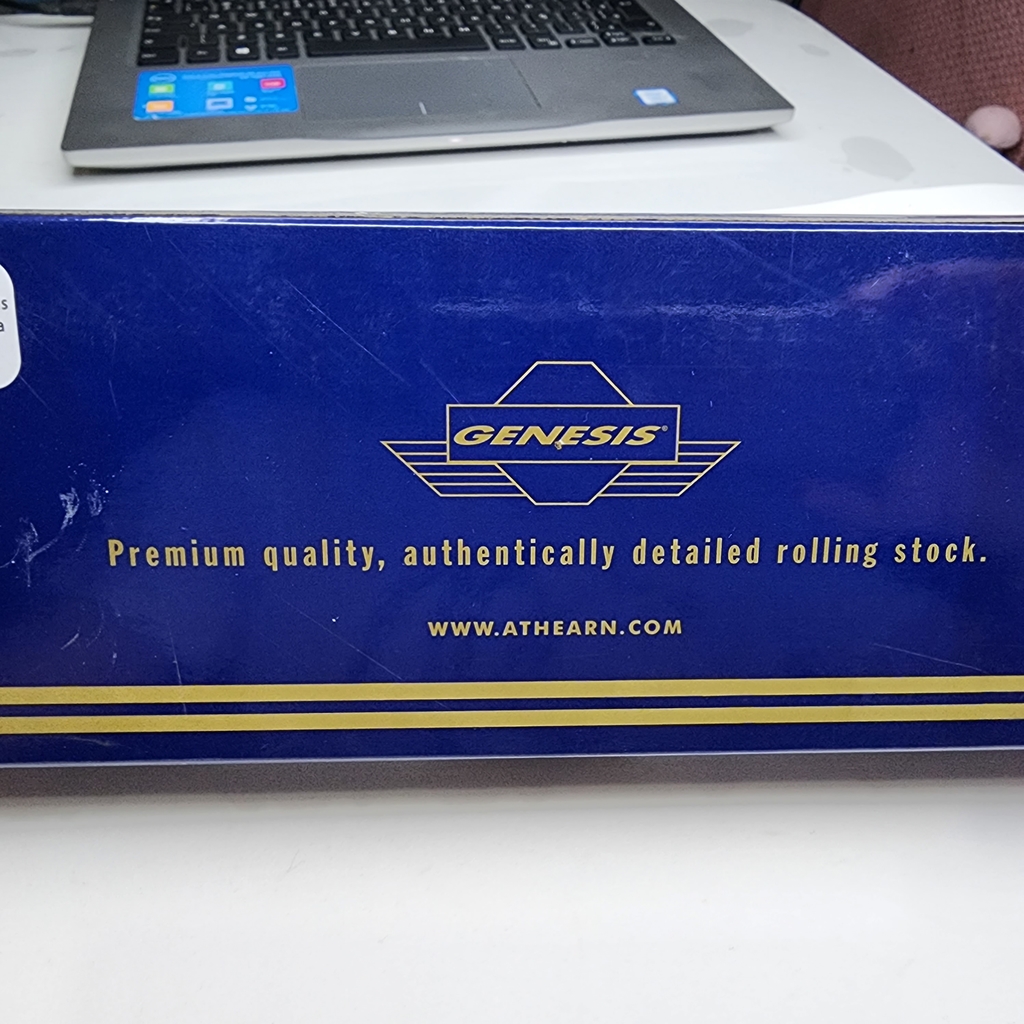 s
a
GENESIS®
Premium quality, authentically detailed rolling stock.
WWW.ATHEARN.COM